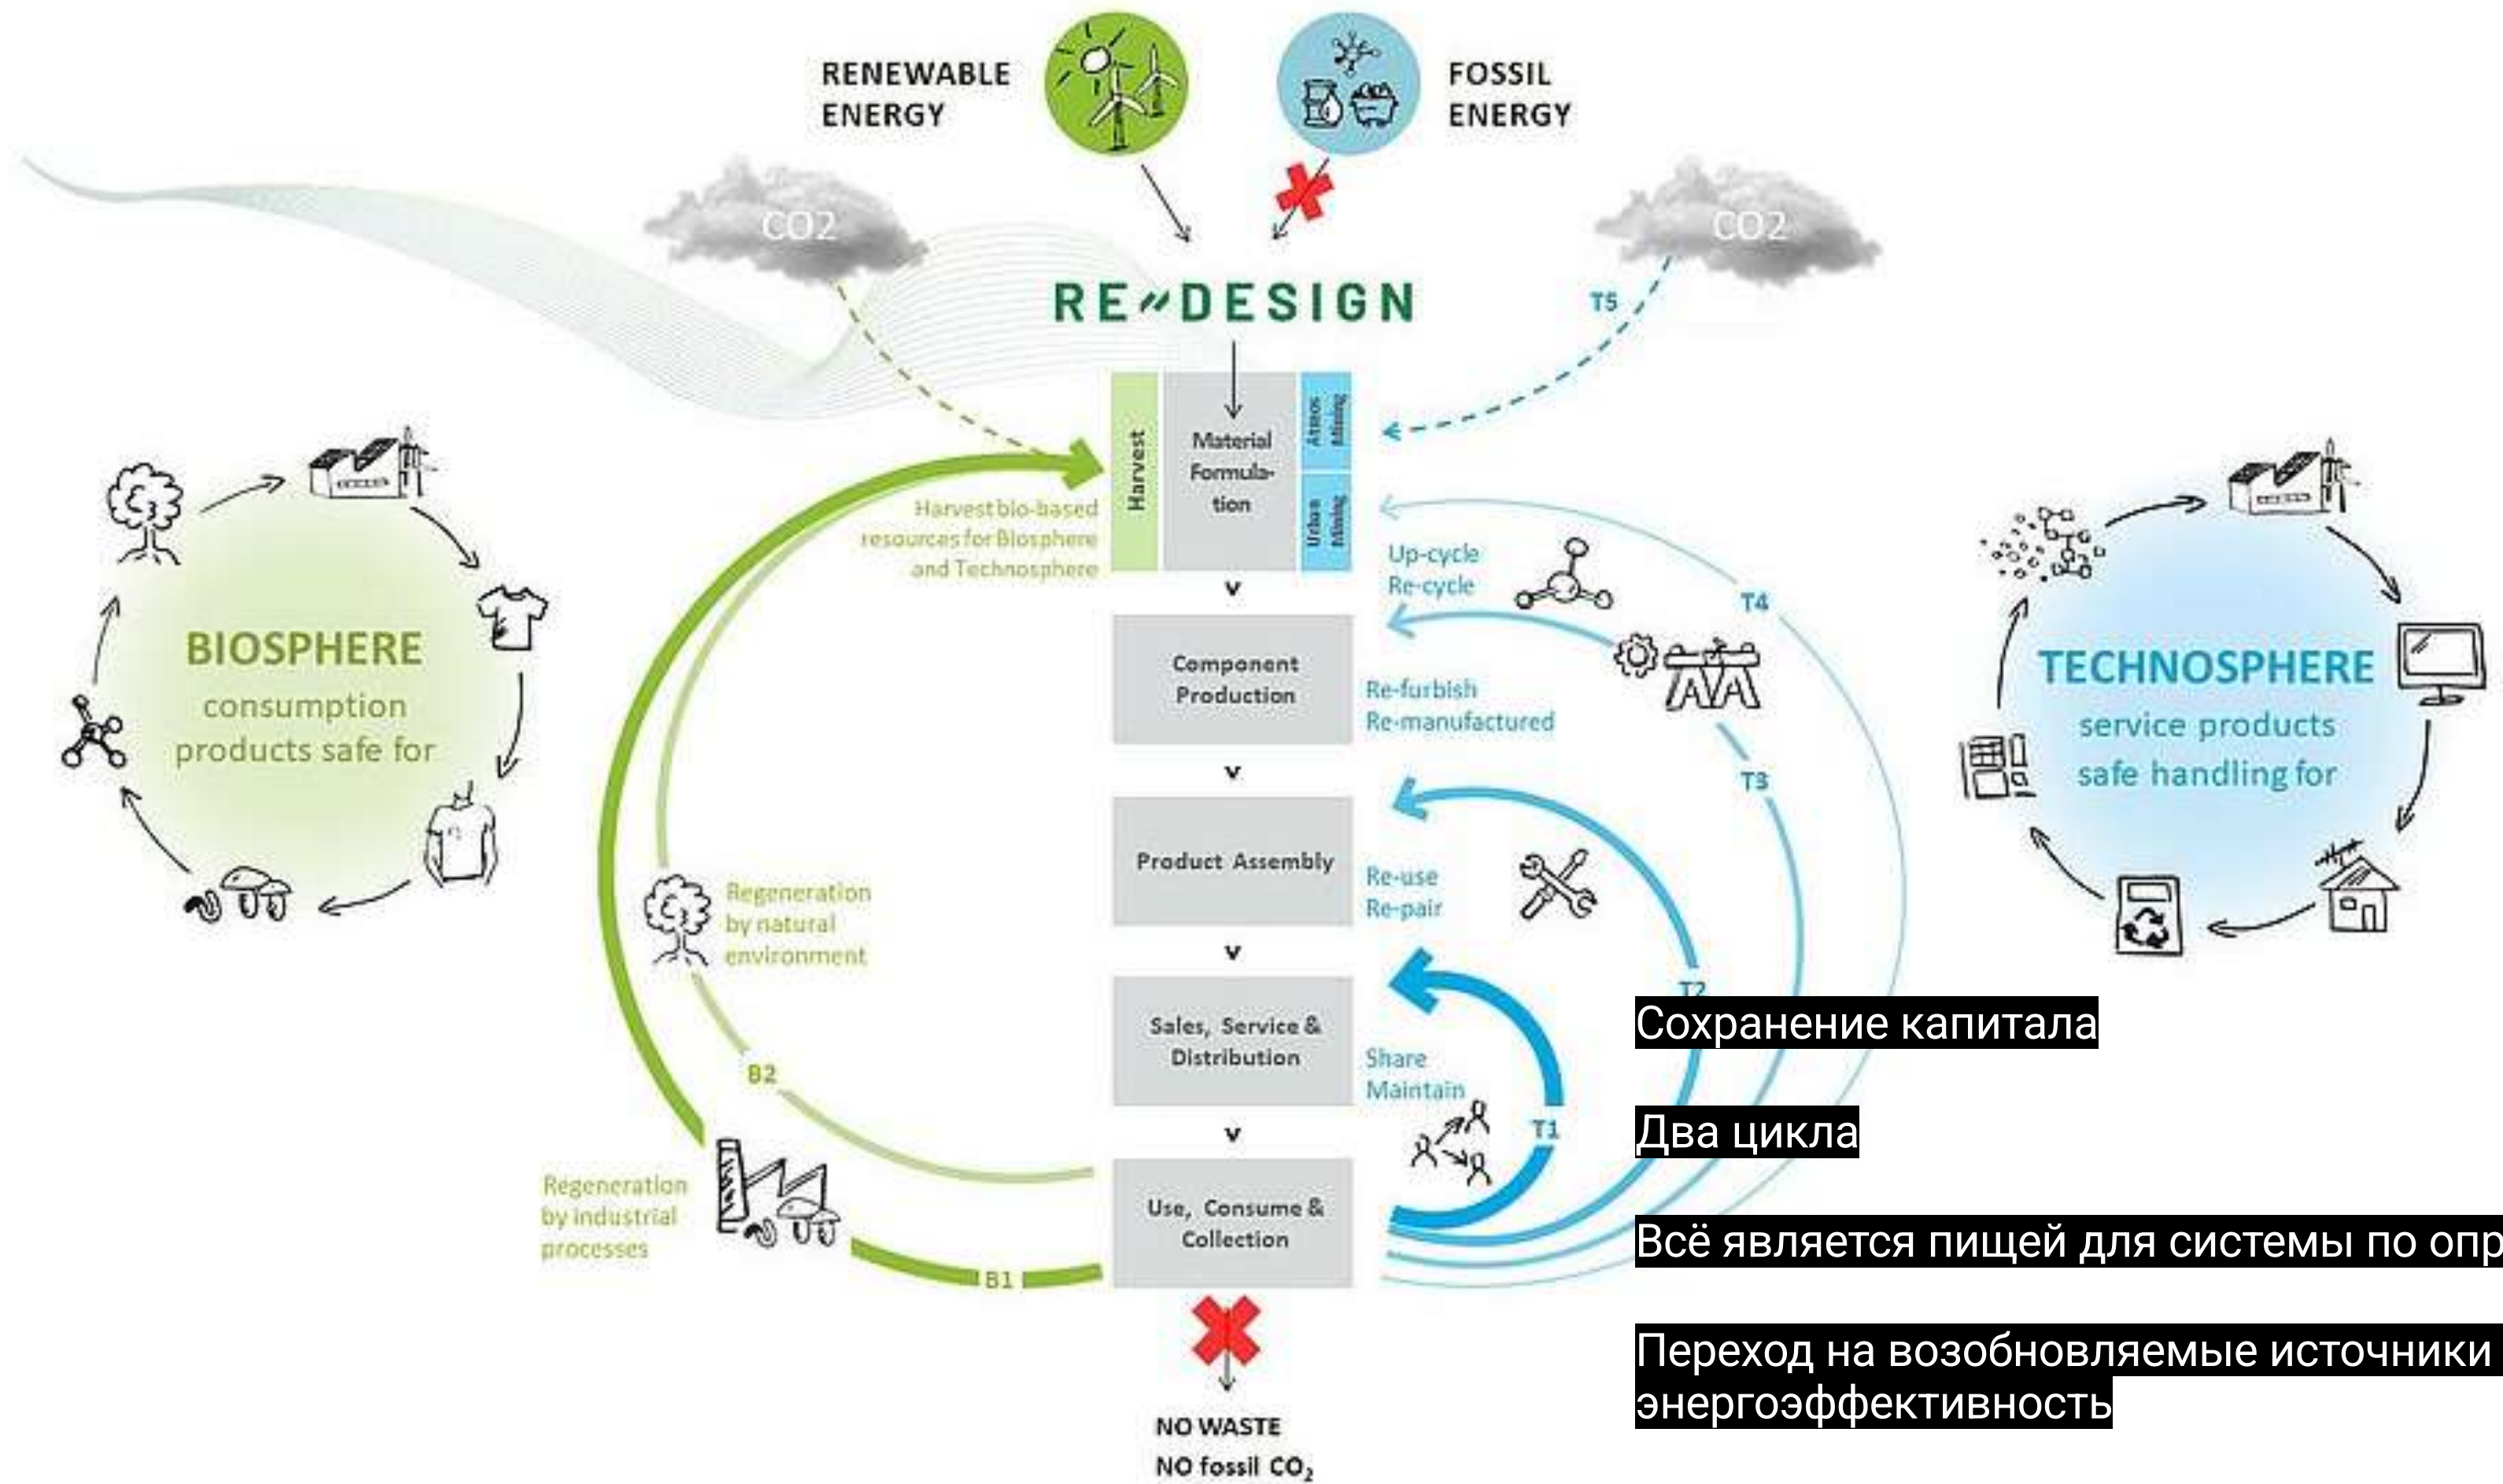 RENEWABLE
ENERGY
FOSSIL
ENERGY
CO2
CO2
RE//DESIGN
T5
Harvest
Material
Formula-
tion
Atmos
Mining
Urban
Mining
Harvest bio-based
resources for Biosphere
and Technosphere
Up-cycle
Re-cycle
T4
BIOSPHERE
consumption
products safe for
Component
Production
Re-furbish
Re-manufactured
T3
TECHNOSPHERE
service products
safe handling for
Product Assembly
Re-use
Re-pair
Regeneration
by natural
environment
T2
Sales, Service &
Distribution
Share
Maintain
B2
T1
Regeneration
by industrial
processes
Use, Consume &
Collection
B1
Сохранение капитала
Два цикла
Всё является пищей для системы по опр
Переход на возобновляемые источники
энергоэффективность
NO WASTE
NO fossil CO₂